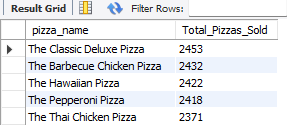 Result Grid Filter Rows:
pizza_name Total_Pizzas_Sold
The Classic Deluxe Pizza 2453
The Barbecue Chicken Pizza 2432
The Hawaiian Pizza 2422
The Pepperoni Pizza 2418
The Thai Chicken Pizza 2371